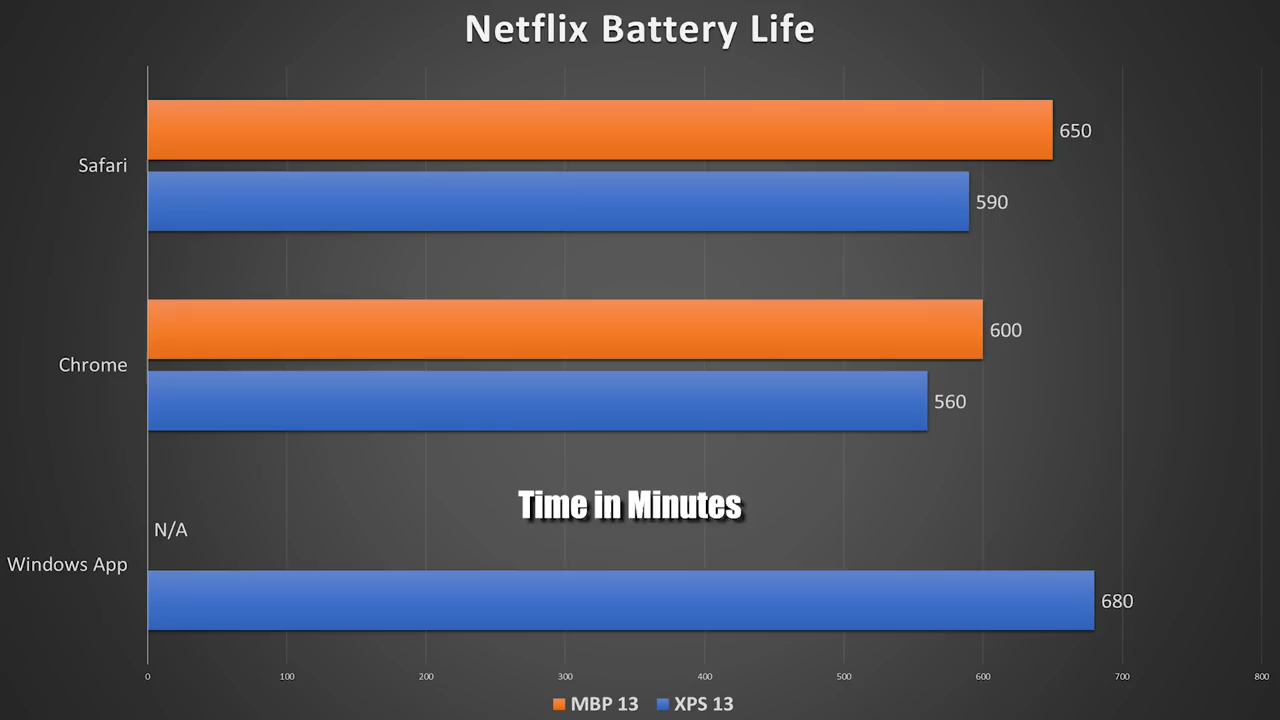 Netflix Battery Life
Safari
650
590
Chrome
600
560
Time in Minutes
Windows App
N/A
680
0 100 200 300 400 500 600 700 800
MBP 13 XPS 13